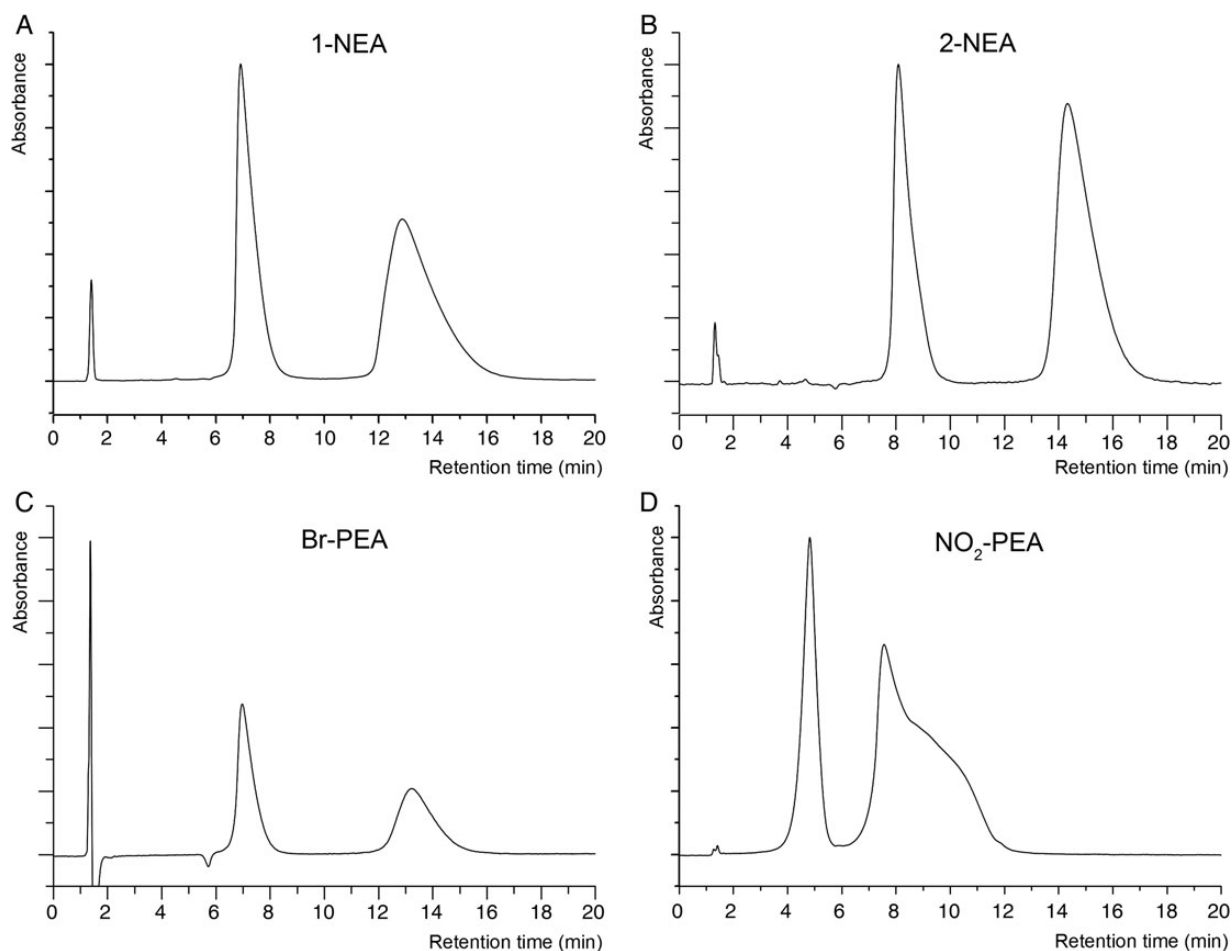 A
1-NEA
Absorbance
0 2 4 6 8 10 12 14 16 18 20
Retention time (min)
B
2-NEA
Absorbance
0 2 4 6 8 10 12 14 16 18 20
Retention time (min)
C
Br-PEA
Absorbance
0 2 4 6 8 10 12 14 16 18 20
Retention time (min)
D
NO₂-PEA
Absorbance
0 2 4 6 8 10 12 14 16 18 20
Retention time (min)